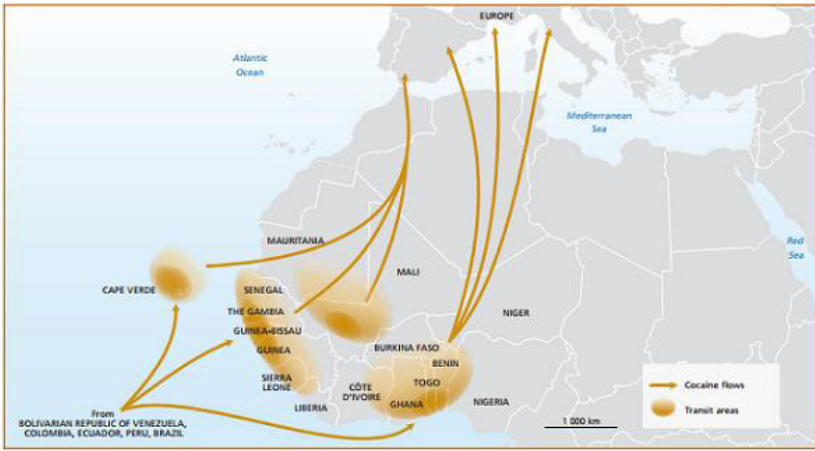 EUROPE
Atlantic
Ocean
Mediterranean
Sea
Red
Sea
MAURITANIA
MALI
CAPE VERDE
SENEGAL
NIGER
THE GAMBIA
GUINEA-BISSAU
GUINEA
BURKINA FASO
BENIN
SIERRA
LEONE
CÔTE
D'IVOIRE
TOGO
GHANA
NIGERIA
LIBERIA
From
BOLIVARIAN REPUBLIC OF VENEZUELA,
COLOMBIA, ECUADOR, PERU, BRAZIL
1 000 km
Cocaine flows
Transit areas